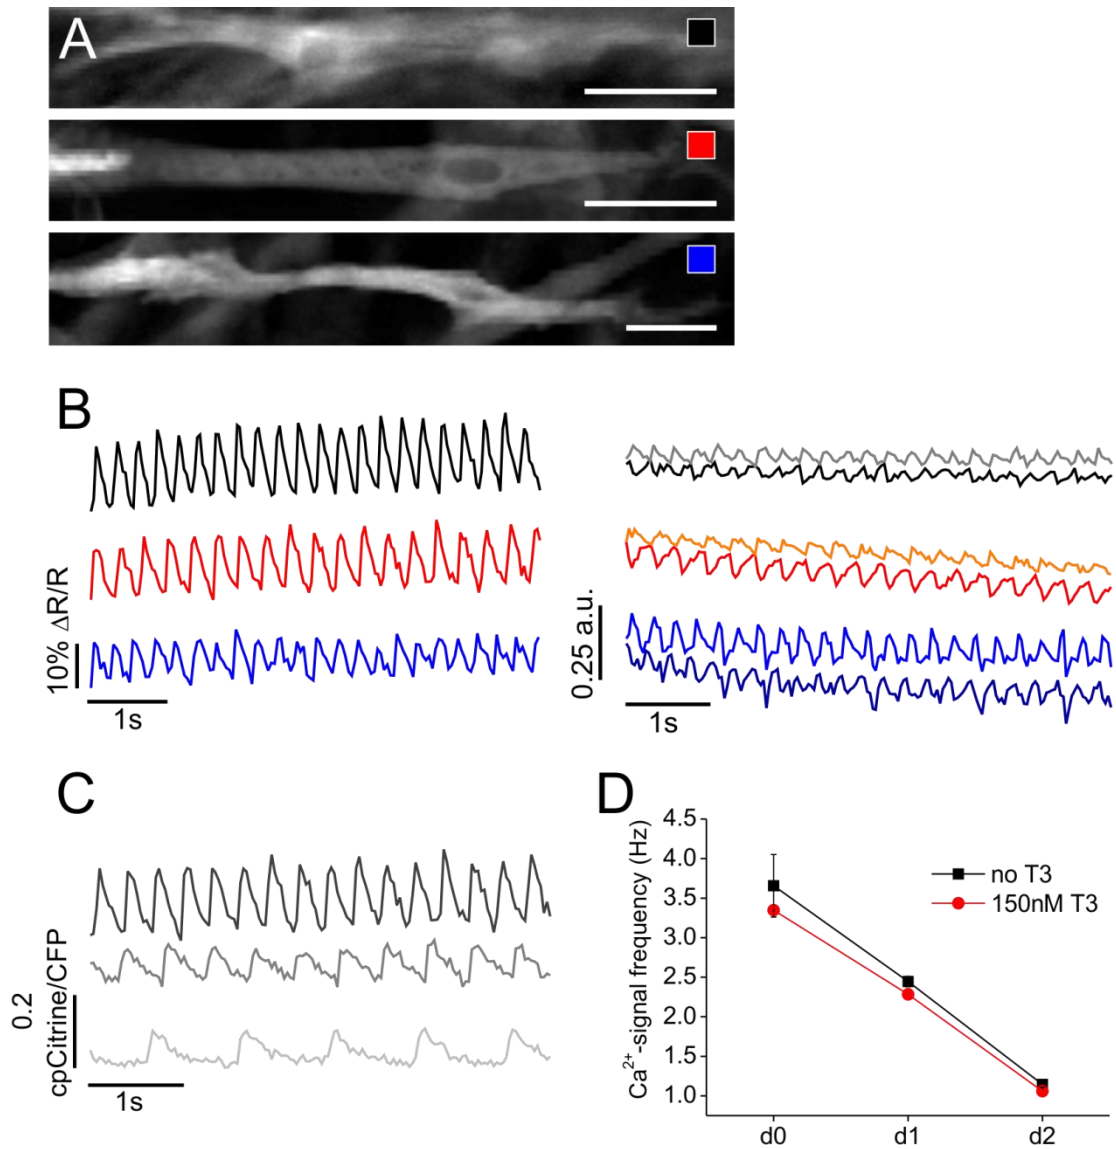 A
B
10% ΔR/R
1s
0.25 a.u.
1s
C
0.2
cpCitrine/CFP
1s
D
Ca²⁺-signal frequency (Hz)
4.5
4.0
3.5
3.0
2.5
2.0
1.5
1.0
no T3
150nM T3
d0 d1 d2